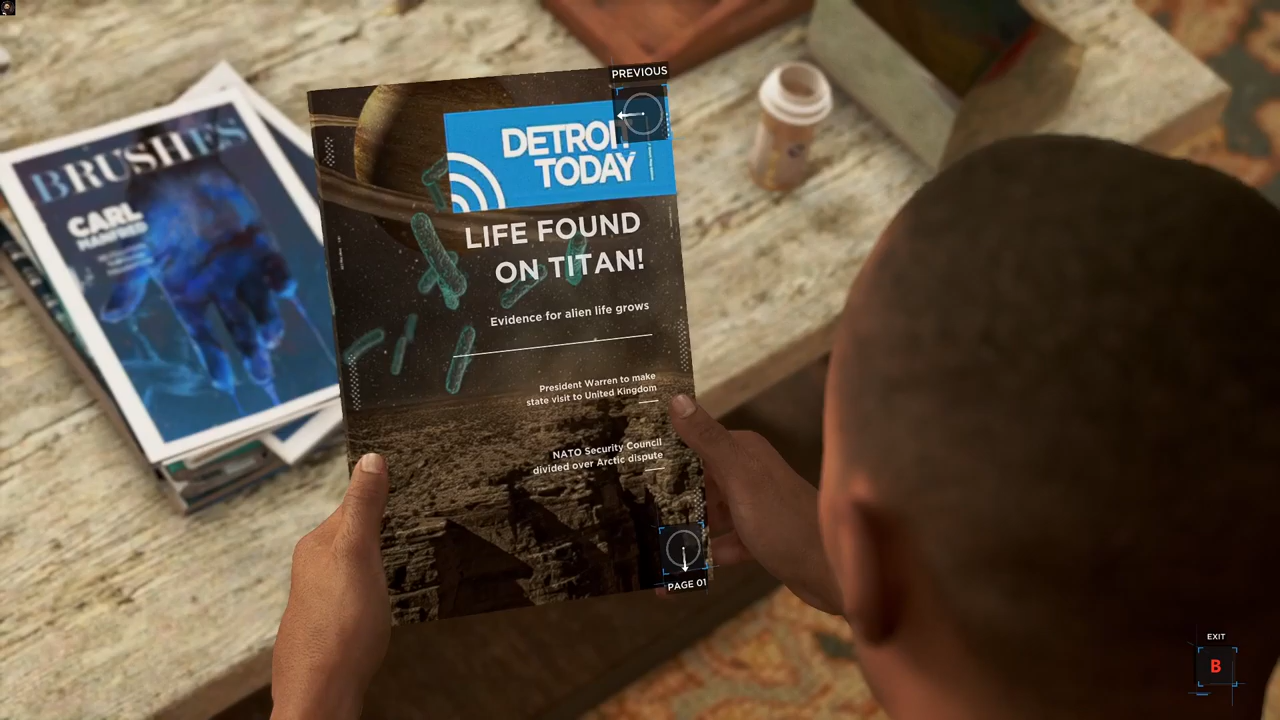 PREVIOUS
DETROIT
TODAY
LIFE FOUND
ON TITAN!
Evidence for alien life grows
President Warren to make
state visit to United Kingdom
NATO Security Council
divided over Arctic dispute
PAGE 01
BRUSHES
CARL
MANFRED
EXIT
B